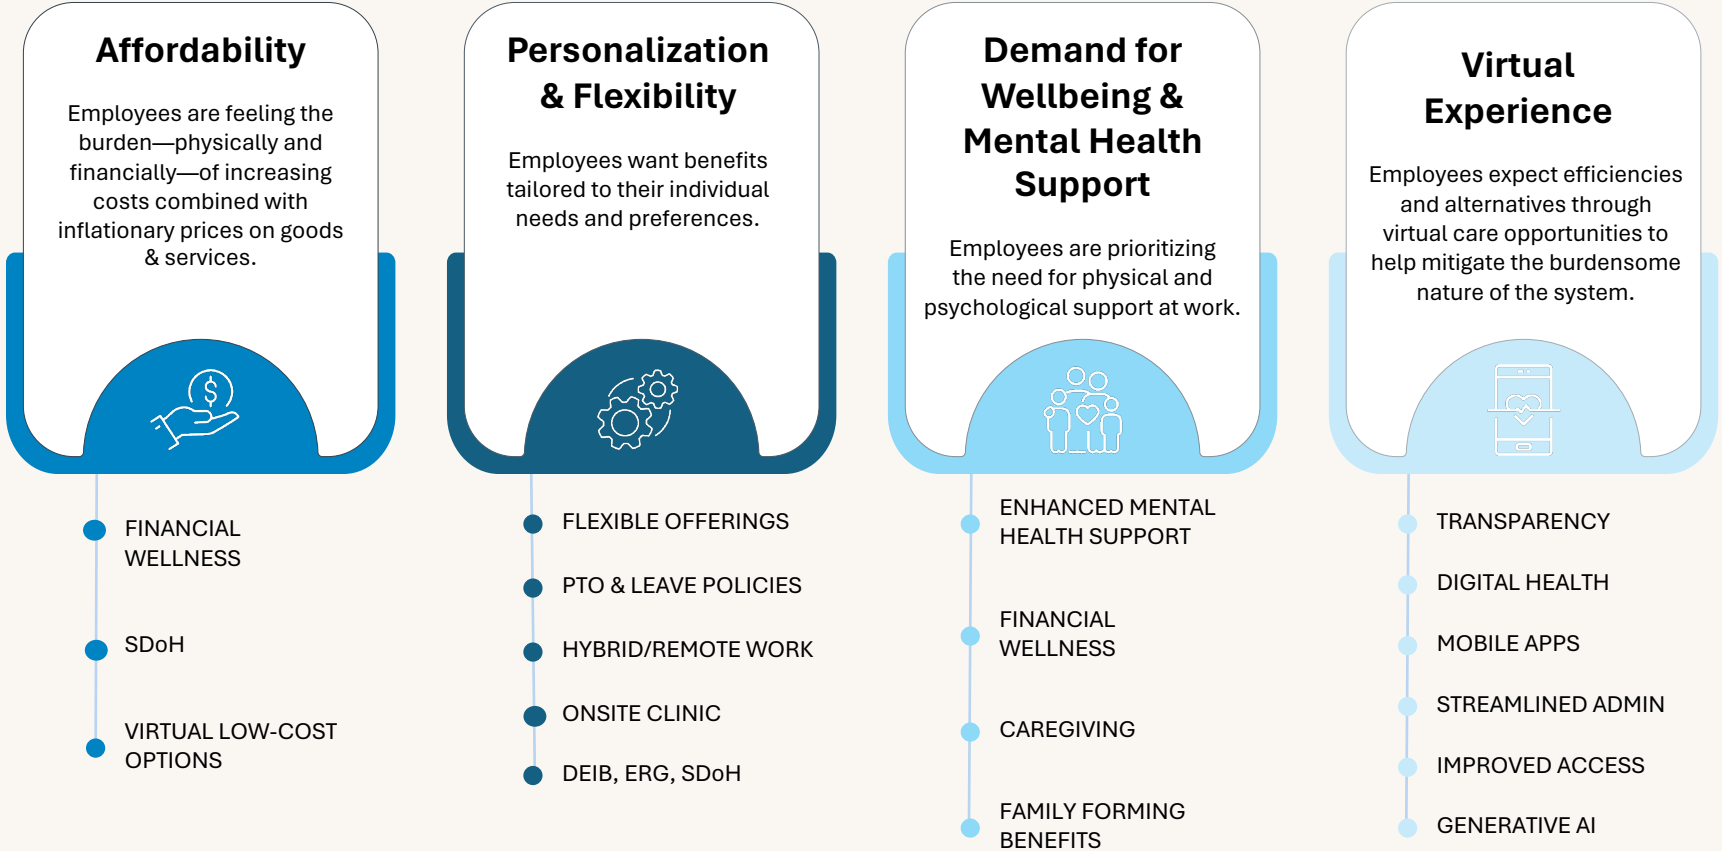 Affordability
Employees are feeling the
burden—physically and
financially—of increasing
costs combined with
inflationary prices on goods
& services.
FINANCIAL
WELLNESS
SDoH
VIRTUAL LOW-COST
OPTIONS
Personalization
& Flexibility
Employees want benefits
tailored to their individual
needs and preferences.
FLEXIBLE OFFERINGS
PTO & LEAVE POLICIES
HYBRID/REMOTE WORK
ONSITE CLINIC
DEIB, ERG, SDoH
Demand for
Wellbeing &
Mental Health
Support
Employees are prioritizing
the need for physical and
psychological support at work.
ENHANCED MENTAL
HEALTH SUPPORT
FINANCIAL
WELLNESS
CAREGIVING
FAMILY FORMING
BENEFITS
Virtual
Experience
Employees expect efficiencies
and alternatives through
virtual care opportunities to
help mitigate the burdensome
nature of the system.
TRANSPARENCY
DIGITAL HEALTH
MOBILE APPS
STREAMLINED ADMIN
IMPROVED ACCESS
GENERATIVE AI